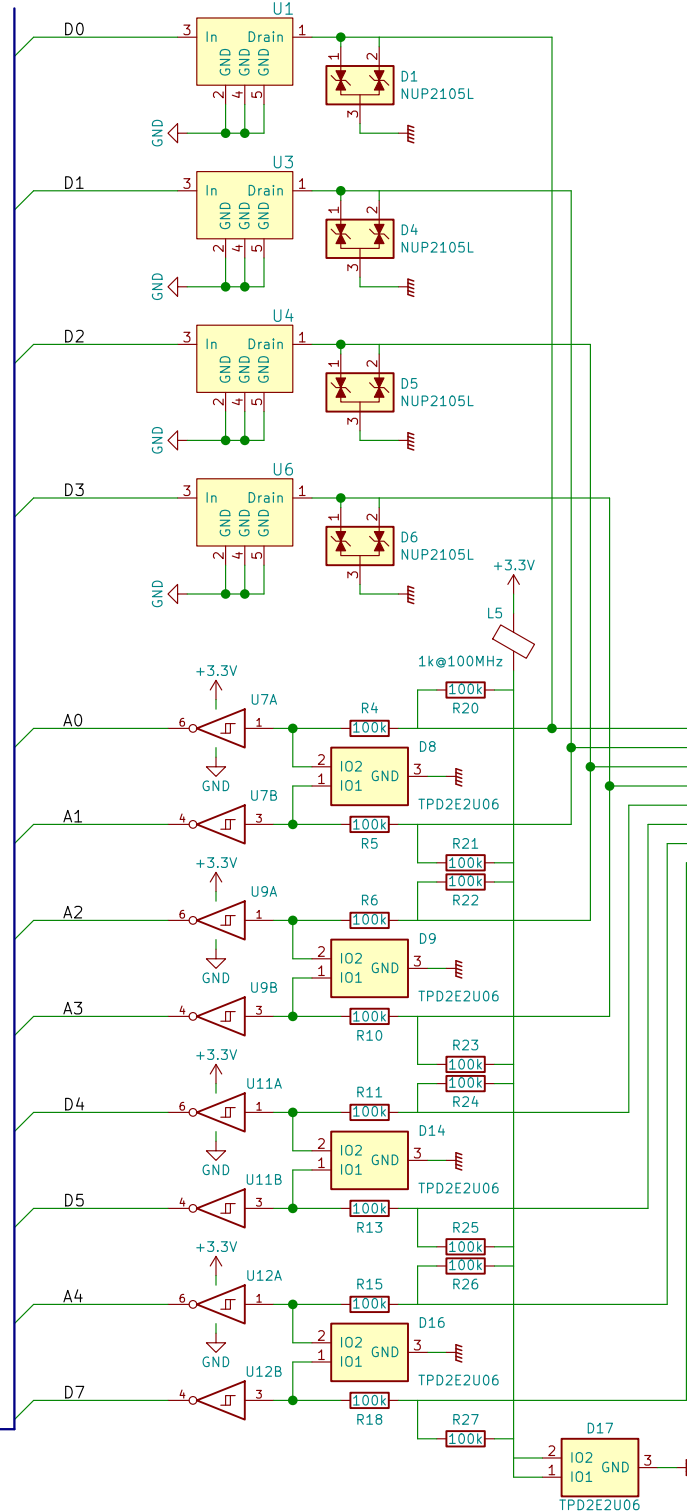 U1
D0
3 In Drain 1
GND GND GND
2 4 5
GND
1 2
3
D1
NUP2105L
U3
D1
3 In Drain 1
GND GND GND
2 4 5
GND
1 2
3
D4
NUP2105L
U4
D2
3 In Drain 1
GND GND GND
2 4 5
GND
1 2
3
D5
NUP2105L
U6
D3
3 In Drain 1
GND GND GND
2 4 5
GND
1 2
3
D6
NUP2105L
+3.3V
L5
1k@100MHz
+3.3V
U7A
100k
R20
A0
6 1
R4
100k
GND
D8
2 IO2
GND 3
1 IO1
TPD2E2U06
U7B
A1
4 3
100k
R5
R21
100k
+3.3V
U9A
100k
R22
A2
6 1
R6
100k
GND
D9
2 IO2
GND 3
1 IO1
TPD2E2U06
U9B
A3
4 3
100k
R10
R23
100k
+3.3V
U11A
100k
R24
D4
6 1
R11
100k
GND
D14
2 IO2
GND 3
1 IO1
TPD2E2U06
U11B
D5
4 3
100k
R13
R25
100k
+3.3V
U12A
100k
R26
A4
6 1
R15
100k
GND
D16
2 IO2
GND 3
1 IO1
TPD2E2U06
U12B
D7
4 3
100k
R18
R27
100k
D17
2 IO2
GND 3
1 IO1
TPD2E2U06